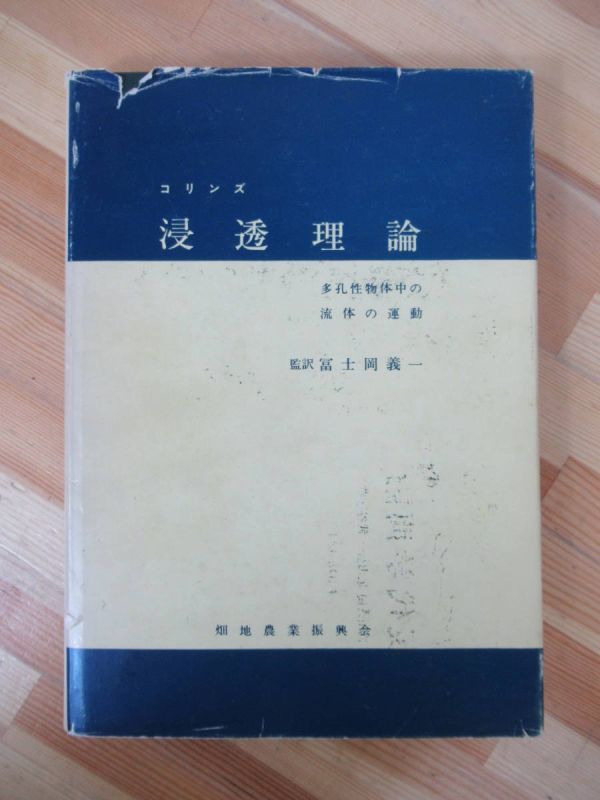 コリンズ
浸透理論
多孔性物体中の
流体の運動
監訳 冨士岡義一
畑地農業振興会